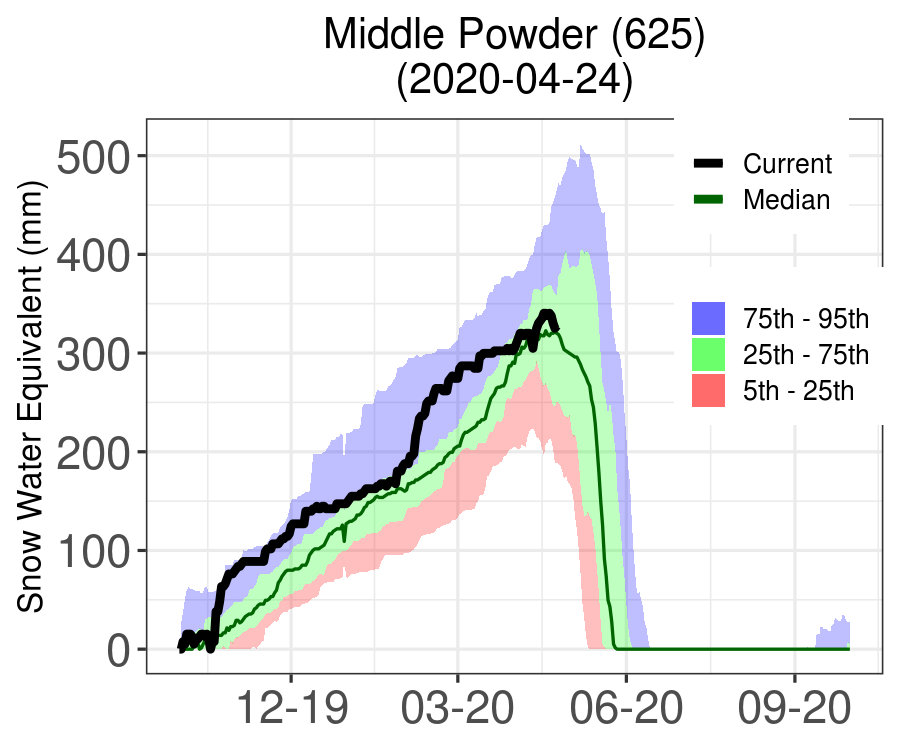 Middle Powder (625)
(2020-04-24)
Snow Water Equivalent (mm)
500
400
300
200
100
0
12-19
03-20
06-20
09-20
Current
Median
75th - 95th
25th - 75th
5th - 25th